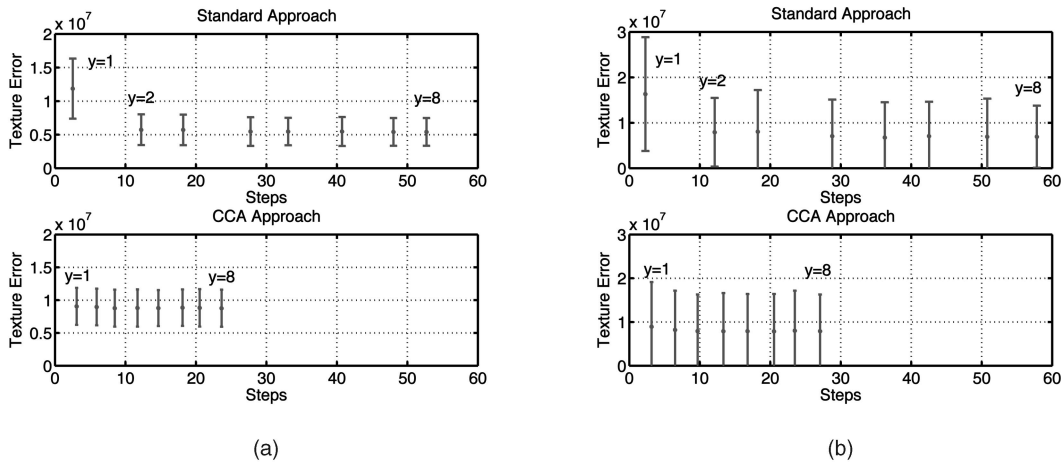 Standard Approach
x 10^7
2
1.5
1
0.5
0
Texture Error
y=1
y=2
y=8
0 10 20 30 40 50 60
Steps
CCA Approach
x 10^7
2
1.5
1
0.5
0
Texture Error
y=1
y=8
0 10 20 30 40 50 60
Steps
(a)
Standard Approach
x 10^7
3
2
1
0
Texture Error
y=1
y=2
y=8
0 10 20 30 40 50 60
Steps
CCA Approach
x 10^7
3
2
1
0
Texture Error
y=1
y=8
0 10 20 30 40 50 60
Steps
(b)